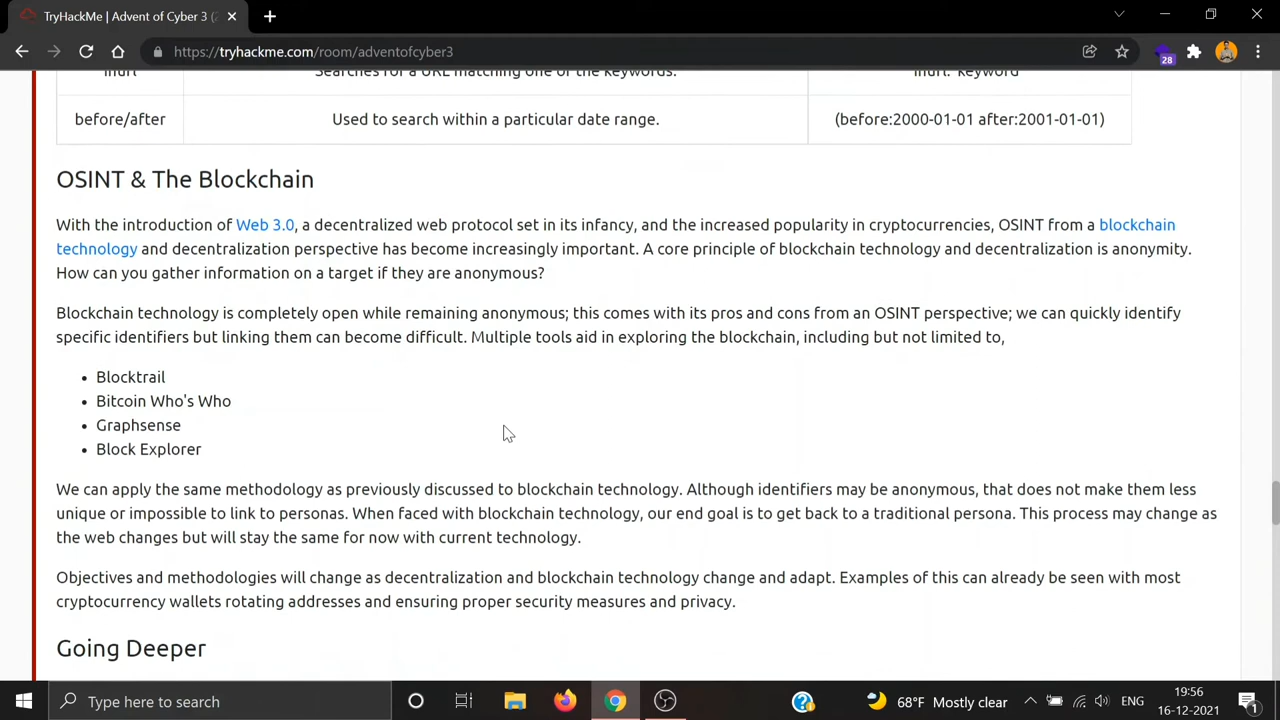 TryHackMe | Advent of Cyber 3 (
https://tryhackme.com/room/adventofcyber3
28
inurl Searches for a URL matching one of the keywords. inurl: "keyword"
before/after Used to search within a particular date range. (before:2000-01-01 after:2001-01-01)
OSINT & The Blockchain
With the introduction of Web 3.0, a decentralized web protocol set in its infancy, and the increased popularity in cryptocurrencies, OSINT from a blockchain
technology and decentralization perspective has become increasingly important. A core principle of blockchain technology and decentralization is anonymity.
How can you gather information on a target if they are anonymous?
Blockchain technology is completely open while remaining anonymous; this comes with its pros and cons from an OSINT perspective; we can quickly identify
specific identifiers but linking them can become difficult. Multiple tools aid in exploring the blockchain, including but not limited to,
• Blocktrail
• Bitcoin Who's Who
• Graphsense
• Block Explorer
We can apply the same methodology as previously discussed to blockchain technology. Although identifiers may be anonymous, that does not make them less
unique or impossible to link to personas. When faced with blockchain technology, our end goal is to get back to a traditional persona. This process may change as
the web changes but will stay the same for now with current technology.
Objectives and methodologies will change as decentralization and blockchain technology change and adapt. Examples of this can already be seen with most
cryptocurrency wallets rotating addresses and ensuring proper security measures and privacy.
Going Deeper
Type here to search
68°F Mostly clear
ENG
19:56
16-12-2021
1